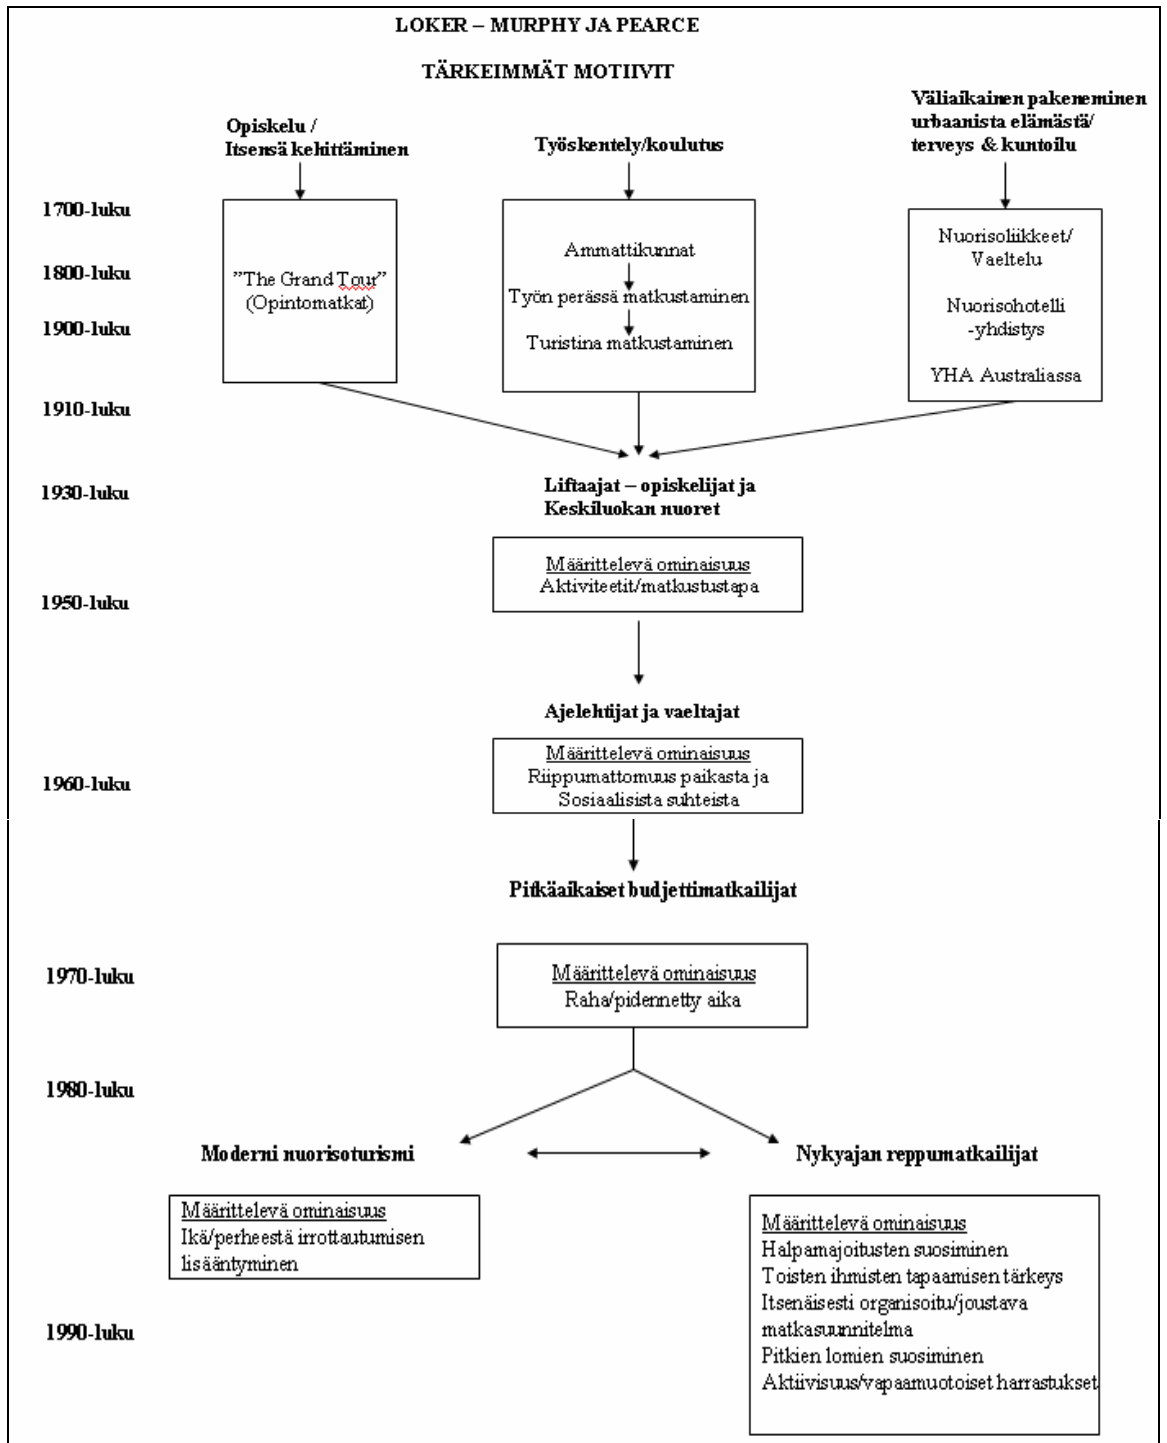 LOKER – MURPHY JA PEARCE
TÄRKEIMMÄT MOTIIVIT
Opiskelu /
Itsensä kehittäminen
Työskentely/koulutus
Väliaikainen pakeneminen
urbaanista elämästä/
terveys & kuntoilu
1700-luku
1800-luku
1900-luku
1910-luku
"The Grand Tour"
(Opintomatkat)
Ammattikunnat
Työn perässä matkustaminen
Turistina matkustaminen
Nuorisoliikkeet/
Vaeltelu
Nuorisohotelli
-yhdistys
YHA Australiassa
1930-luku
Liftaajat – opiskelijat ja
Keskiluokan nuoret
Määrittelevä ominaisuus
Aktiviteetit/matkustustapa
1950-luku
Ajelehtijat ja vaeltajat
1960-luku
Määrittelevä ominaisuus
Riippumattomuus paikasta ja
Sosiaalisista suhteista
Pitkäaikaiset budjettimatkailijat
1970-luku
Määrittelevä ominaisuus
Raha/pidennetty aika
1980-luku
Moderni nuorisoturismi
Nykyajan reppumatkailijat
Määrittelevä ominaisuus
Ikä/perheestä irrottautumisen
lisääntyminen
1990-luku
Määrittelevä ominaisuus
Halpamajoitusten suosiminen
Toisten ihmisten tapaamisen tärkeys
Itsenäisesti organisoitu/joustava
matkasuunnitelma
Pitkien lomien suosiminen
Aktiivisuus/vapaamuotoiset harrastukset